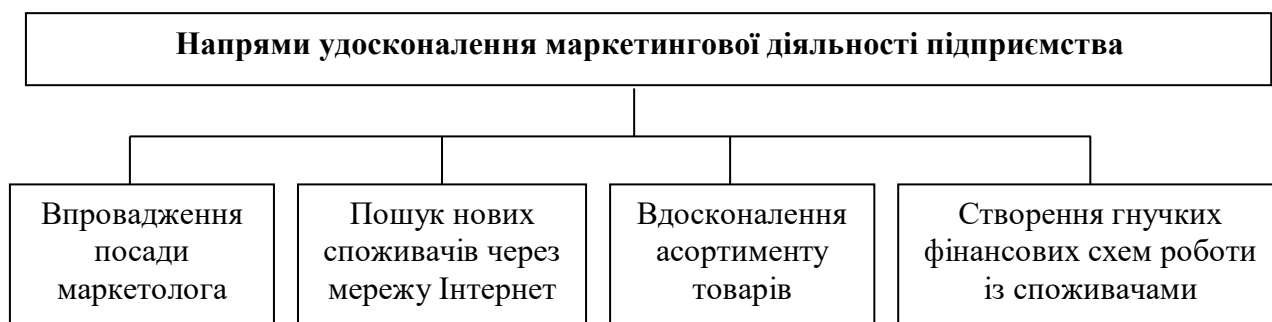 Напрями удосконалення маркетингової діяльності підприємства
Впровадження
посади
маркетолога
Пошук нових
споживачів через
мережу Інтернет
Вдосконалення
асортименту
товарів
Створення гнучких
фінансових схем роботи
із споживачами